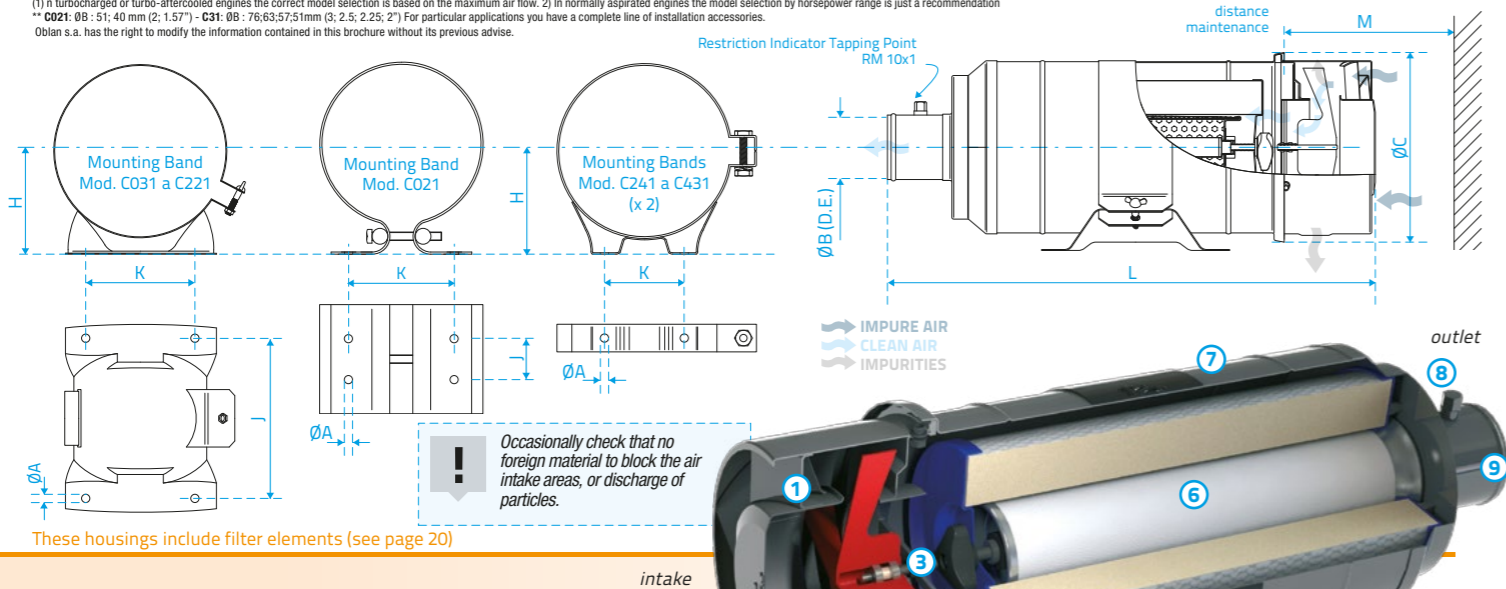 (1) n turbocharged or turbo-aftercooled engines the correct model selection is based on the maximum air flow. 2) In normally aspirated engines the model selection by horsepower range is just a recommendation
** C021: ØB : 51; 40 mm (2; 1.57”) - C31: ØB : 76;63;57;51mm (3; 2.5; 2.25; 2”) For particular applications you have a complete line of installation accessories.
Oblan s.a. has the right to modify the information contained in this brochure without its previous advise.
distance
maintenance
M
Restriction Indicator Tapping Point
RM 10x1
Mounting Band
Mod. C031 a C221
H
K
Mounting Band
Mod. C021
K
Mounting Bands
Mod. C241 a C431
(x 2)
H
K
ØB (D.E.)
ØC
L
J
ØA
J
ØA
ØA
IMPURE AIR
CLEAN AIR
IMPURITIES
outlet
!
Occasionally check that no
foreign material to block the air
intake areas, or discharge of
particles.
7
8
9
1
6
3
These housings include filter elements (see page 20)
intake